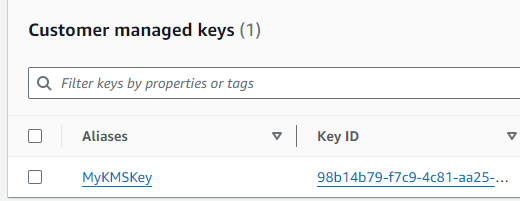 Customer managed keys (1)
Filter keys by properties or tags
Aliases Key ID
MyKMSKey 98b14b79-f7c9-4c81-aa25-...